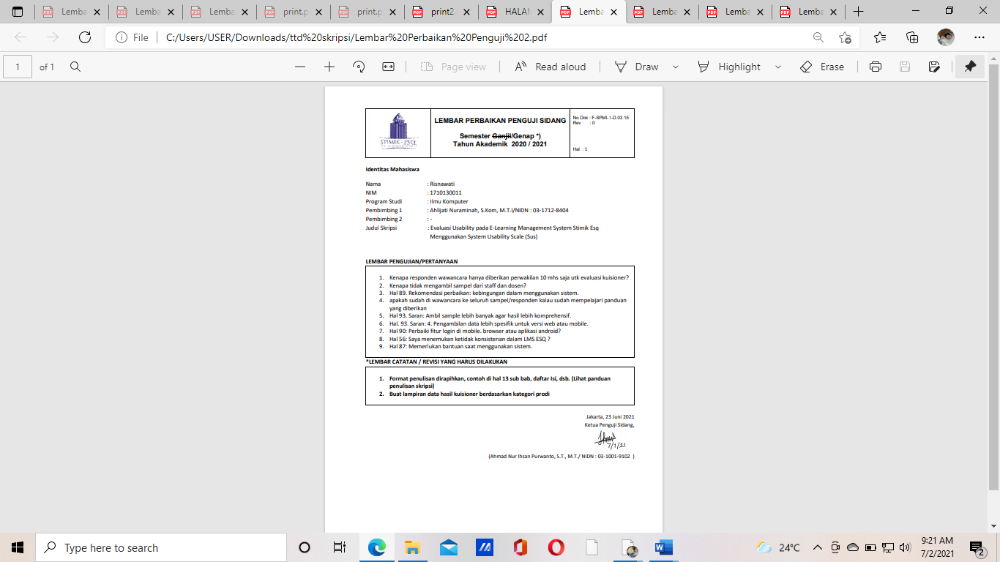 Lemba
Lemba
Lemba
print.p
print.p
print2.
HALAM
Lemba
Lemba
Lemba
Lemba
File
C:/Users/USER/Downloads/ttd%20skripsi/Lembar%20Perbaikan%20Penguji%202.pdf
1 of 1
Page view
Read aloud
Draw
Highlight
Erase
STIMIK - ESQ
LEMBAR PERBAIKAN PENGUJI SIDANG
Semester Ganjil/Genap *)
Tahun Akademik 2020 / 2021
No Dok : F-SPMI-1-D.03.15
Rev : 0
Hal : 1
Identitas Mahasiswa
Nama : Risnawati
NIM : 1710130011
Program Studi : Ilmu Komputer
Pembimbing 1 : Ahlijati Nuraminah, S.Kom, M.T.I/NIDN : 03-1712-8404
Pembimbing 2 : -
Judul Skripsi : Evaluasi Usability pada E-Learning Management System Stimik Esq
Menggunakan System Usability Scale (Sus)
LEMBAR PENGUJIAN/PERTANYAAN
1. Kenapa responden wawancara hanya diberikan perwakilan 10 mhs saja utk evaluasi kuisioner?
2. Kenapa tidak mengambil sampel dari staff dan dosen?
3. Hal 89. Rekomendasi perbaikan: kebingungan dalam menggunakan sistem.
4. apakah sudah di wawancara ke seluruh sampel/responden kalau sudah mempelajari panduan
yang diberikan
5. Hal 93. Saran: Ambil sample lebih banyak agar hasil lebih komprehensif.
6. Hal. 93. Saran: 4. Pengambilan data lebih spesifik untuk versi web atau mobile.
7. Hal 90: Perbaiki fitur login di mobile. browser atau aplikasi android?
8. Hal 56: Saya menemukan ketidak konsistenan dalam LMS ESQ ?
9. Hal 87: Memerlukan bantuan saat menggunakan sistem.
*LEMBAR CATATAN / REVISI YANG HARUS DILAKUKAN
1. Format penulisan dirapihkan, contoh di hal 13 sub bab, daftar Isi, dsb. (Lihat panduan
penulisan skripsi)
2. Buat lampiran data hasil kuisioner berdasarkan kategori prodi
Jakarta, 23 Juni 2021
Ketua Penguji Sidang,
7/1/21
(Ahmad Nur Ihsan Purwanto, S.T., M.T./ NIDN : 03-1001-9102 )
Type here to search
24°C
9:21 AM
7/2/2021
2